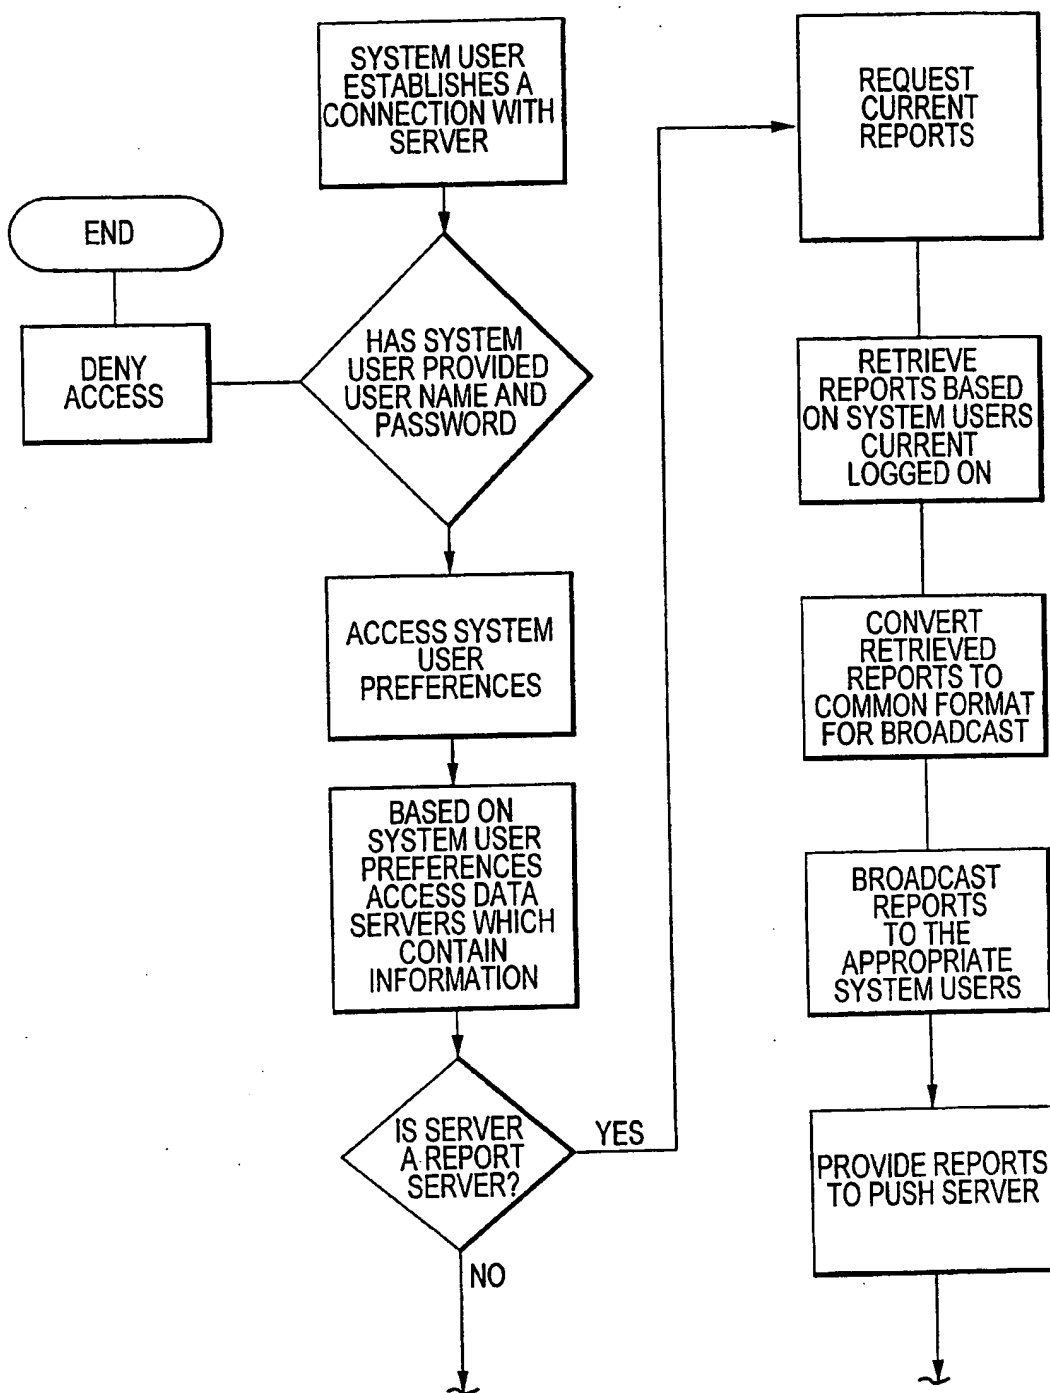 SYSTEM USER
ESTABLISHES A
CONNECTION WITH
SERVER
END
DENY
ACCESS
HAS SYSTEM
USER PROVIDED
USER NAME AND
PASSWORD
ACCESS SYSTEM
USER
PREFERENCES
BASED ON
SYSTEM USER
PREFERENCES
ACCESS DATA
SERVERS WHICH
CONTAIN
INFORMATION
IS SERVER
A REPORT
SERVER?
YES
NO
REQUEST
CURRENT
REPORTS
RETRIEVE
REPORTS BASED
ON SYSTEM USERS
CURRENT
LOGGED ON
CONVERT
RETRIEVED
REPORTS TO
COMMON FORMAT
FOR BROADCAST
BROADCAST
REPORTS
TO THE
APPROPRIATE
SYSTEM USERS
PROVIDE REPORTS
TO PUSH SERVER